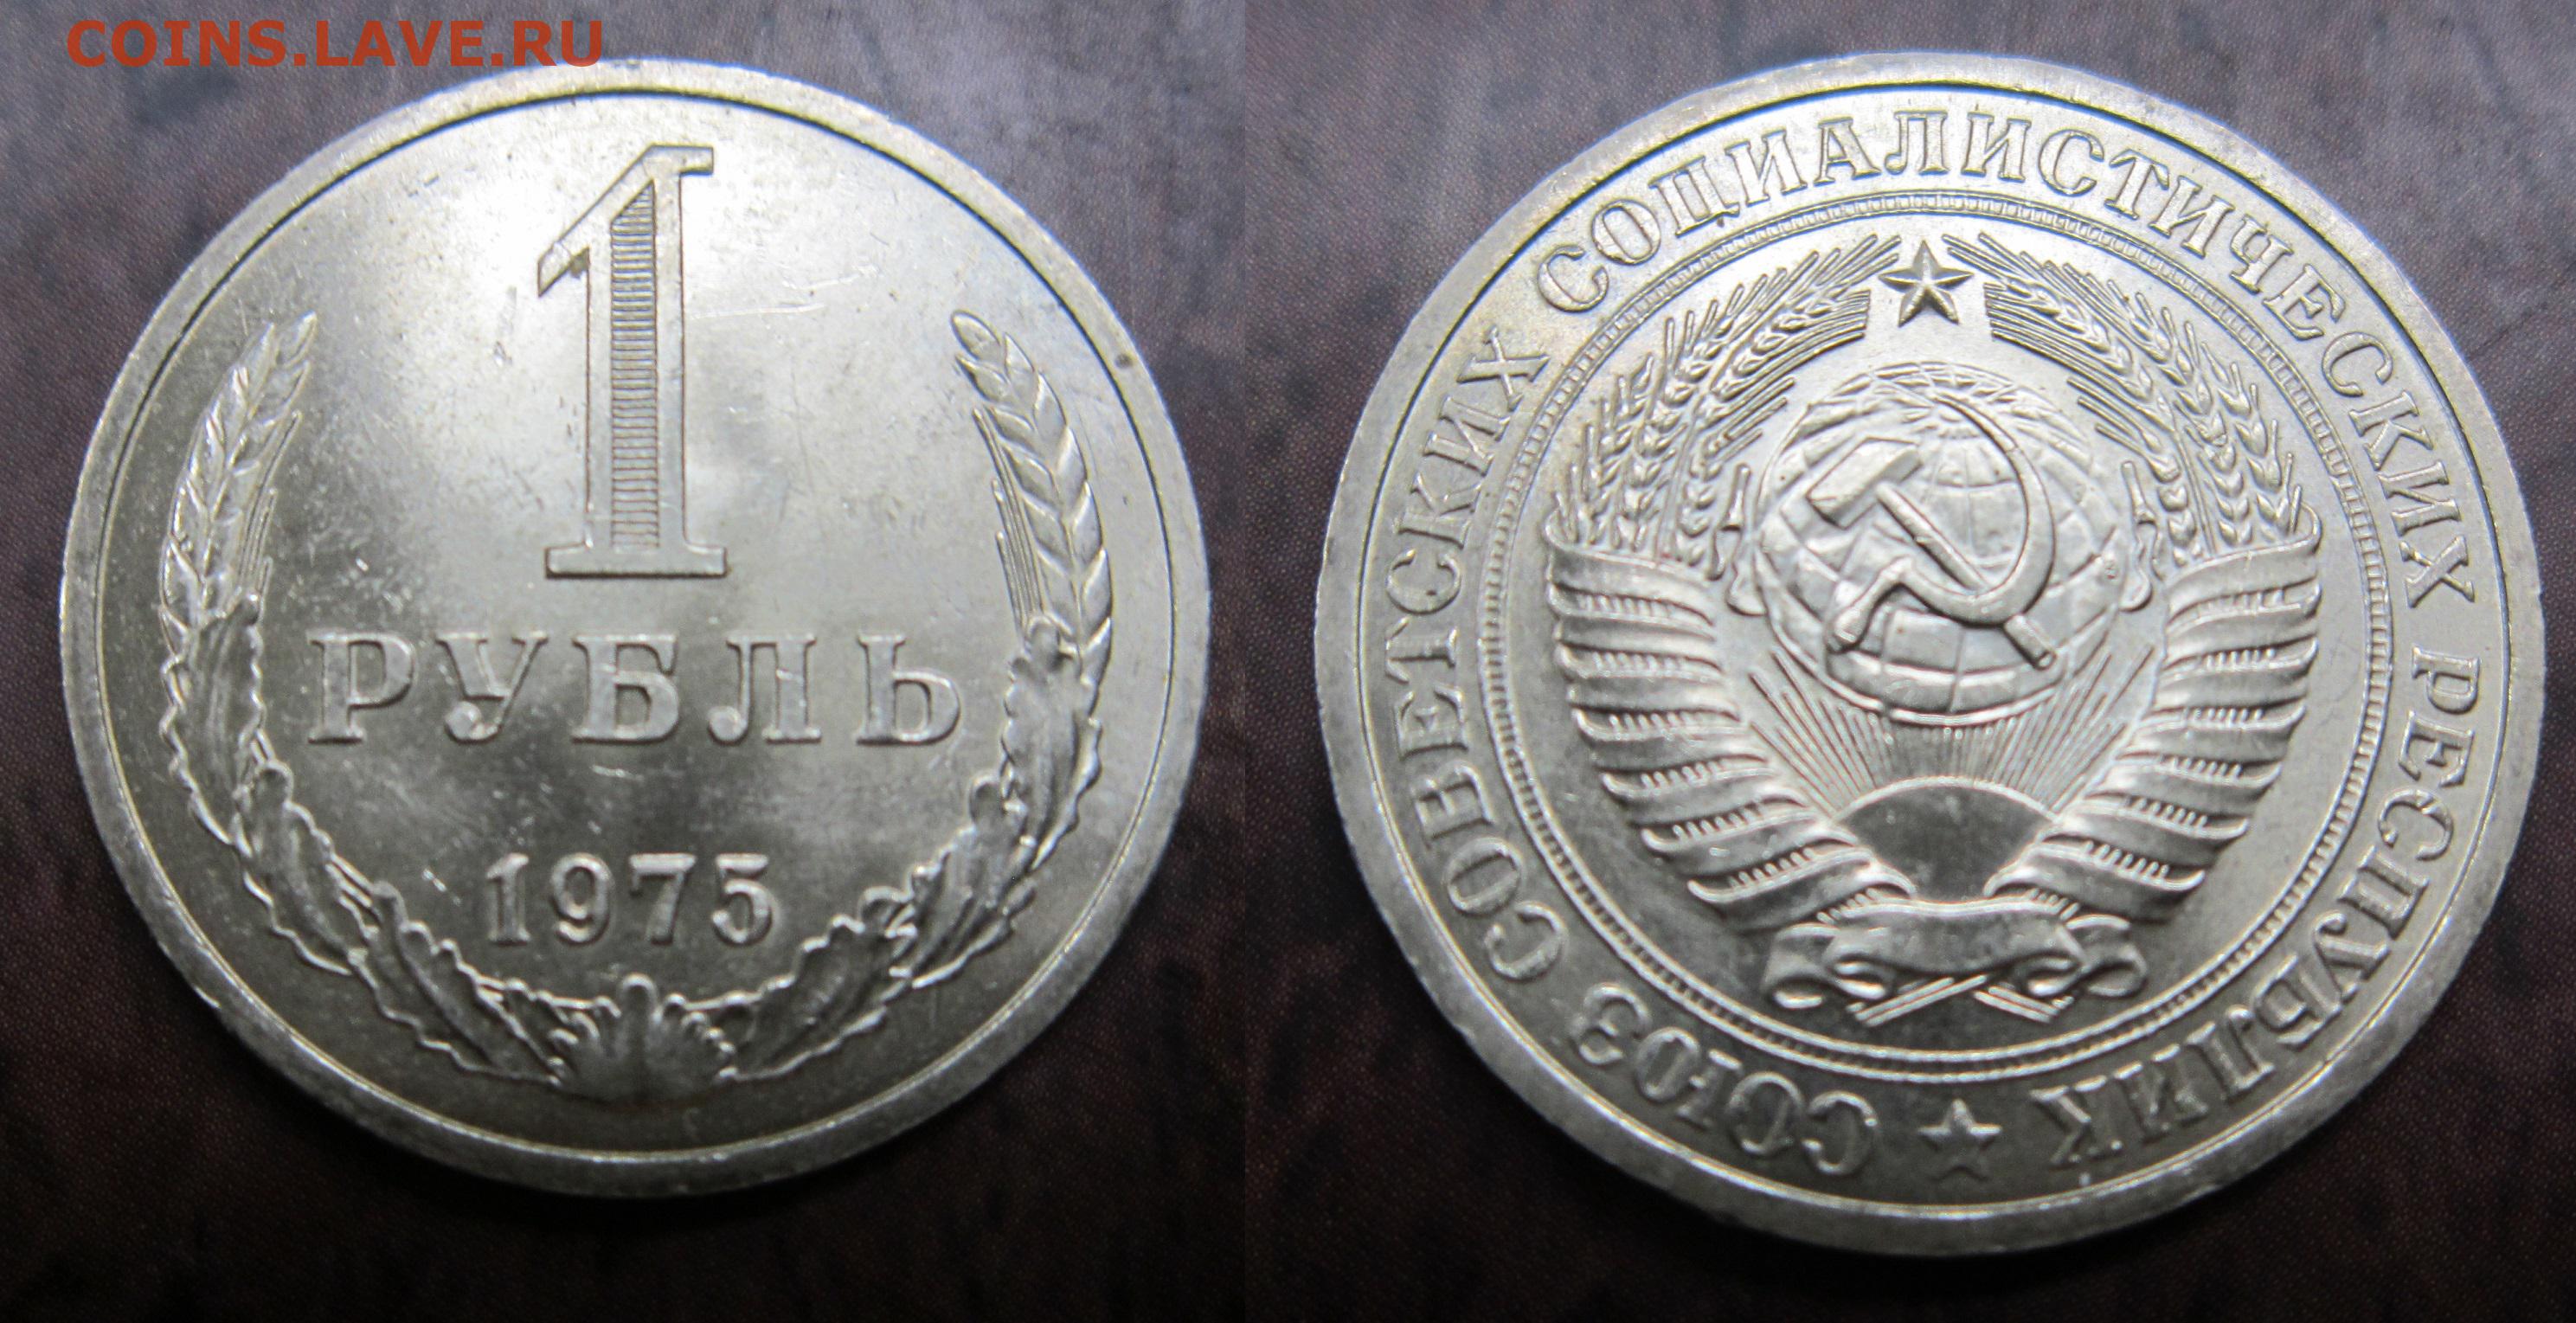 COINS.LAVE.RU
1
РУБЛЬ
1975
СОЮЗ СОВЕТСКИХ СОЦИАЛИСТИЧЕСКИХ РЕСПУБЛИК